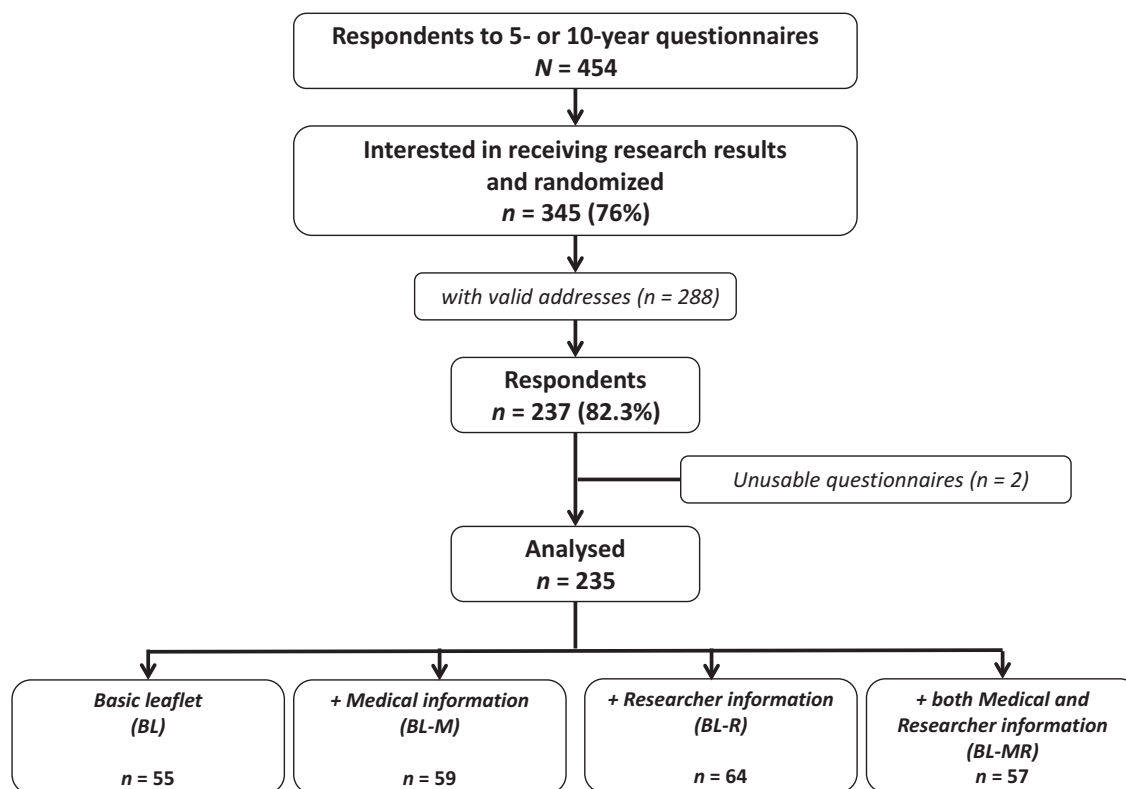 Respondents to 5- or 10-year questionnaires
N = 454
Interested in receiving research results
and randomized
n = 345 (76%)
with valid addresses (n = 288)
Respondents
n = 237 (82.3%)
Unusable questionnaires (n = 2)
Analysed
n = 235
Basic leaflet
(BL)
n = 55
+ Medical information
(BL-M)
n = 59
+ Researcher information
(BL-R)
n = 64
+ both Medical and
Researcher information
(BL-MR)
n = 57